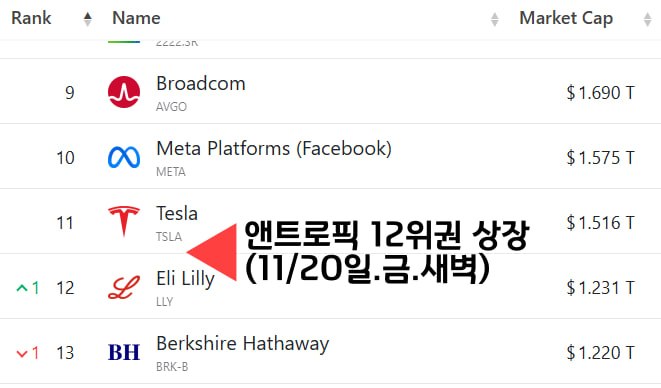 Rank Name Market Cap
2222.SR
9 Broadcom $1.690 T
AVGO
10 Meta Platforms (Facebook) $1.575 T
META
11 Tesla $1.516 T
TSLA
앤트로픽 12위권 상장
(11/20일.금.새벽)
1 12 Eli Lilly $1.231 T
LLY
1 13 BH Berkshire Hathaway $1.220 T
BRK-B